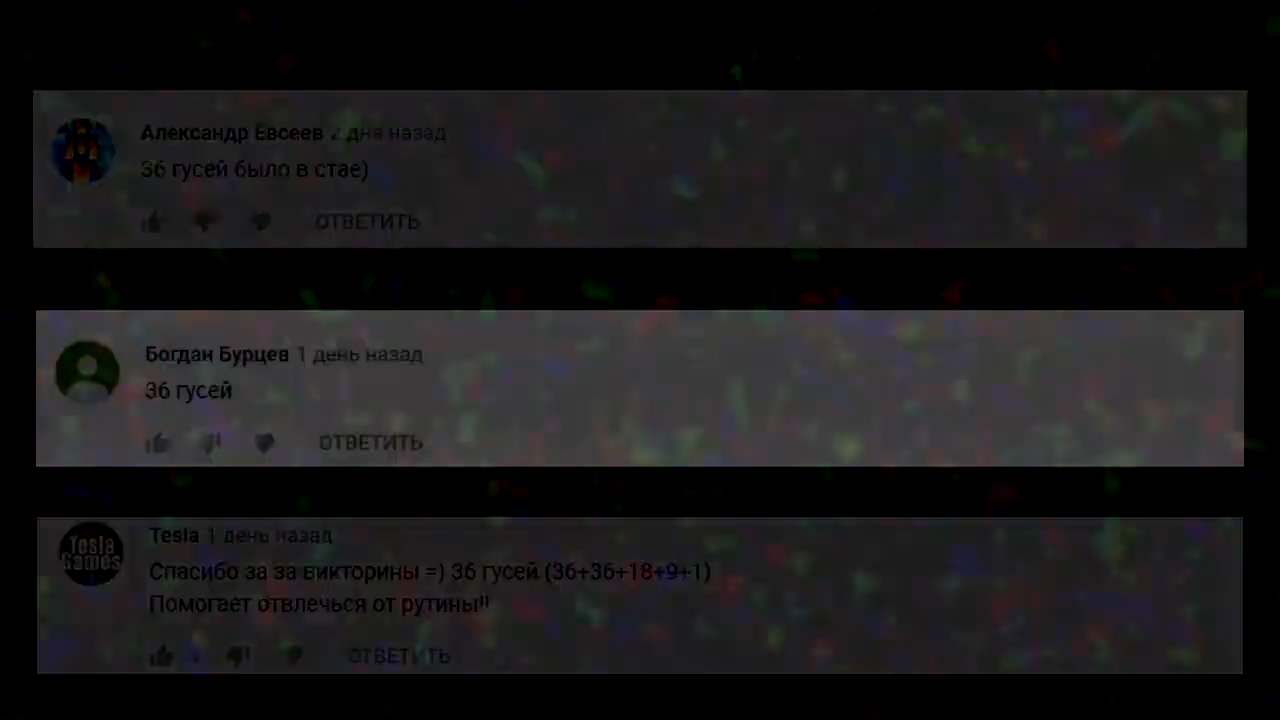 Александр Евсеев 2 дня назад
36 гусей было в стае)
ОТВЕТИТЬ
Богдан Бурцев 1 день назад
36 гусей
ОТВЕТИТЬ
Tesla Games
Tesla 1 день назад
Спасибо за за викторины =) 36 гусей (36+36+18+9+1)
Помогает отвлечься от рутины!!
ОТВЕТИТЬ